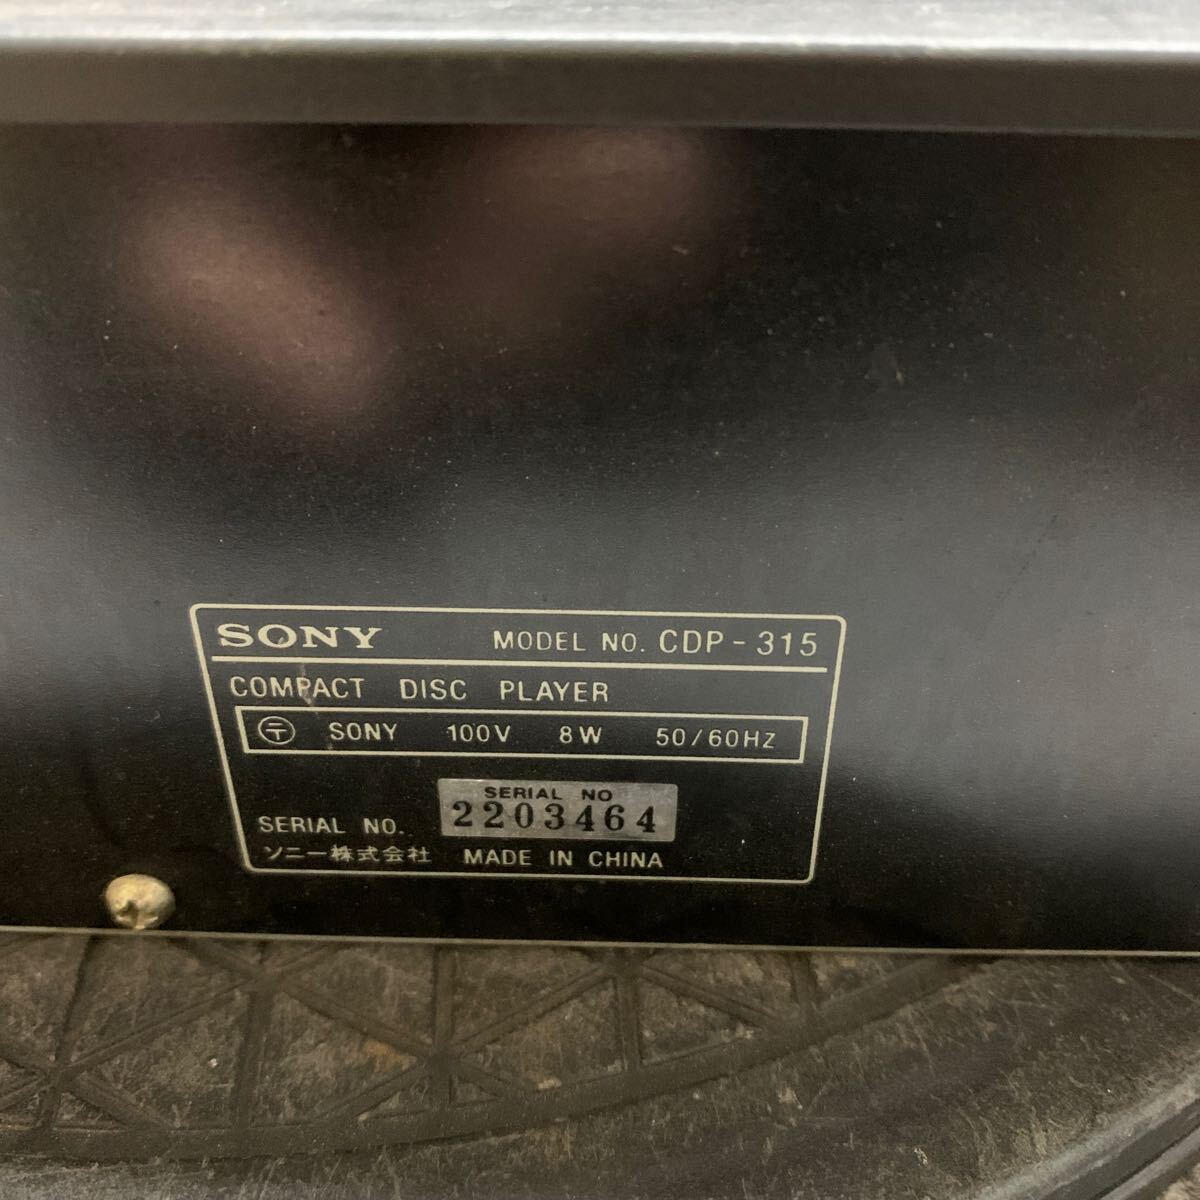 SONY MODEL NO. CDP-315
COMPACT DISC PLAYER
〒 SONY 100V 8W 50/60HZ
SERIAL NO
SERIAL NO. 2203464
ソニー株式会社 MADE IN CHINA